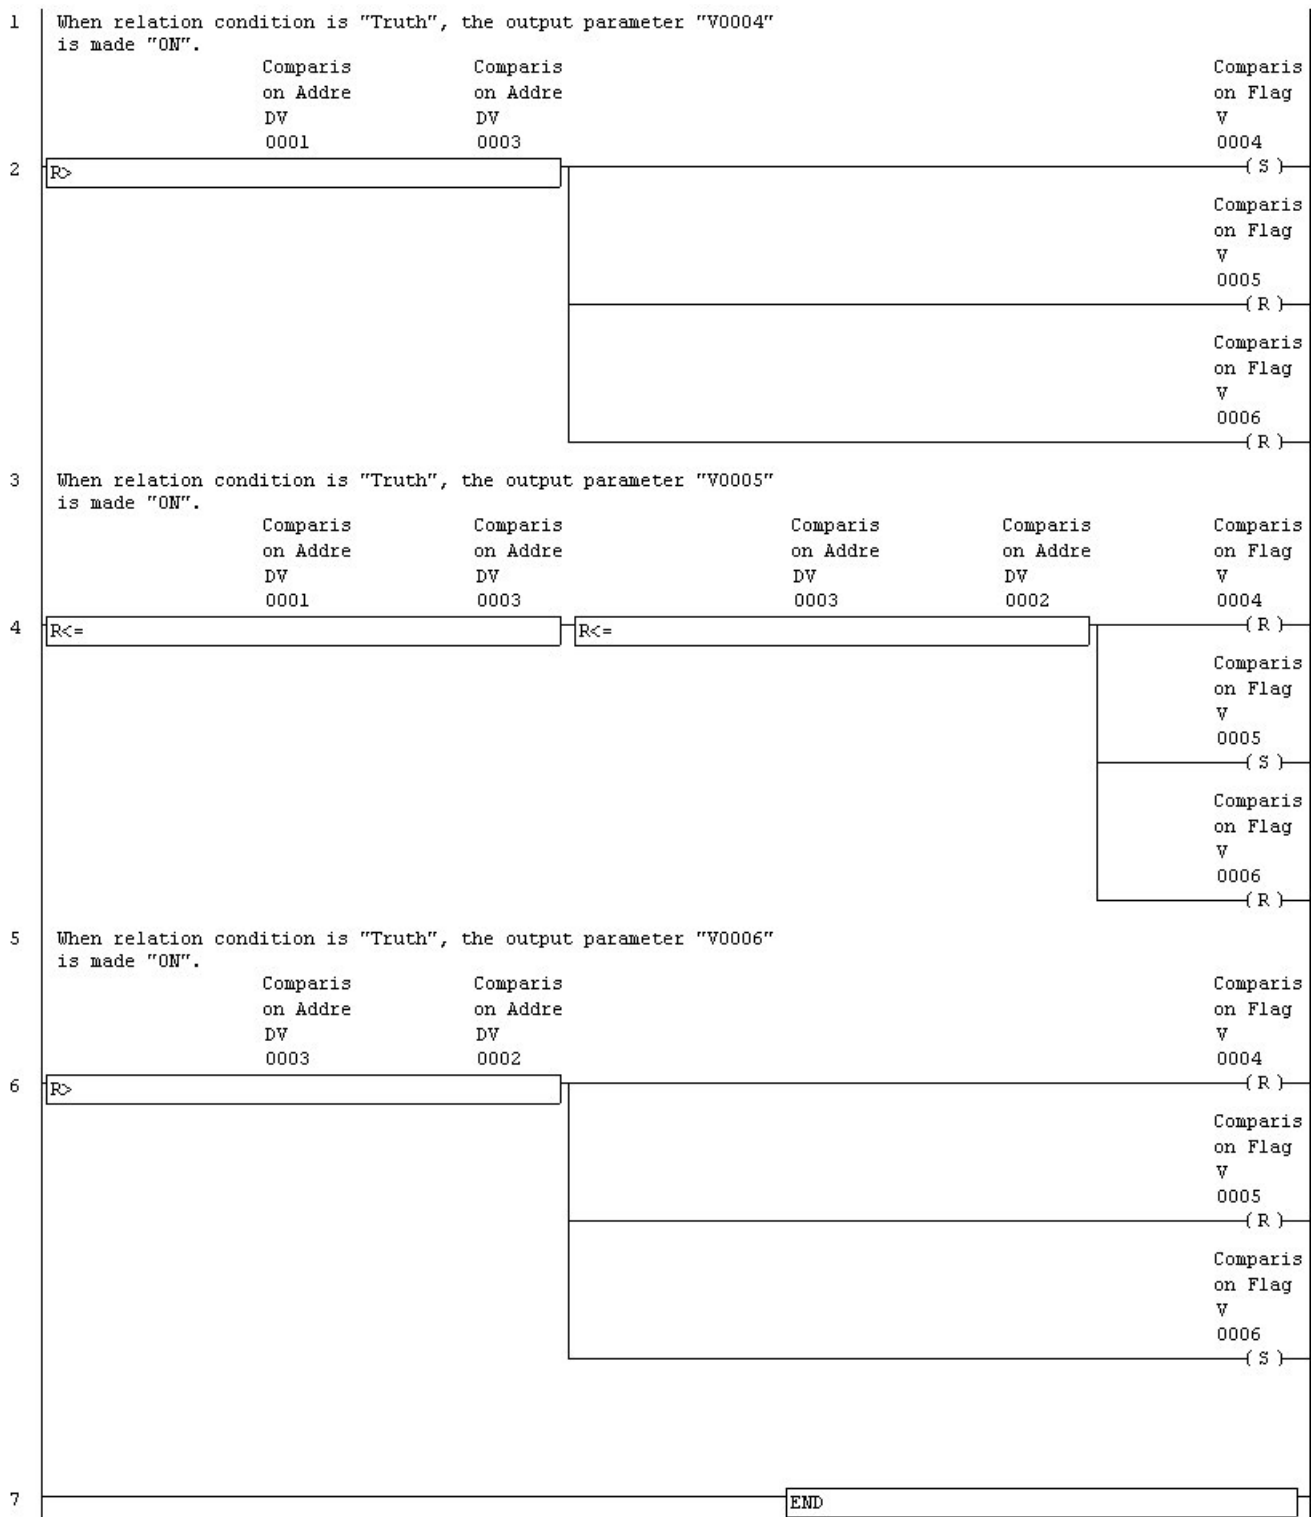 1 When relation condition is "Truth", the output parameter "V0004"
is made "ON".
Comparis Comparis Comparis
on Addre on Addre on Flag
DV DV V
0001 0003 0004
2 R> ( S )
Comparis
on Flag
V
0005
( R )
Comparis
on Flag
V
0006
( R )
3 When relation condition is "Truth", the output parameter "V0005"
is made "ON".
Comparis Comparis Comparis Comparis Comparis
on Addre on Addre on Addre on Addre on Flag
DV DV DV DV V
0001 0003 0003 0002 0004
4 R<= R<= ( R )
Comparis
on Flag
V
0005
( S )
Comparis
on Flag
V
0006
( R )
5 When relation condition is "Truth", the output parameter "V0006"
is made "ON".
Comparis Comparis Comparis
on Addre on Addre on Flag
DV DV V
0003 0002 0004
6 R> ( R )
Comparis
on Flag
V
0005
( R )
Comparis
on Flag
V
0006
( S )
7 END